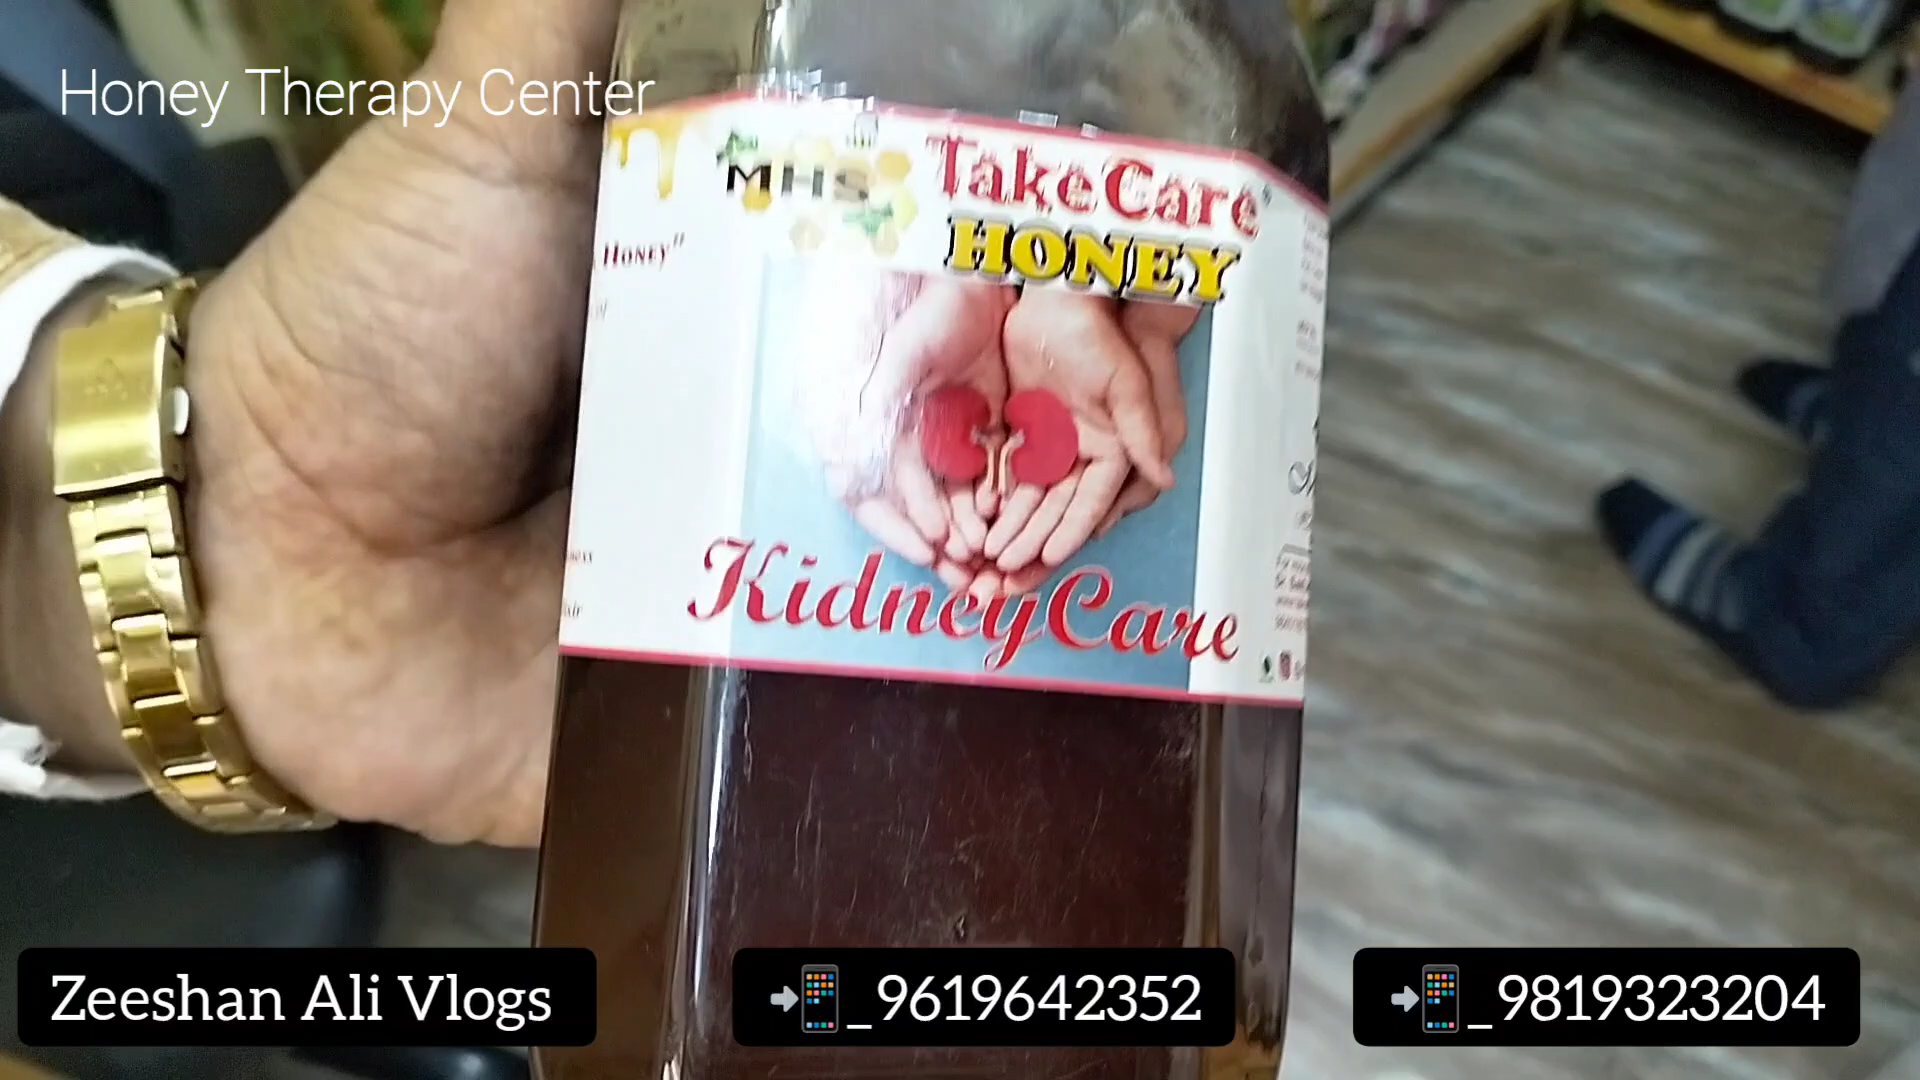 Honey Therapy Center
MHS
TakeCare
HONEY
Honey"
KidneyCare
Zeeshan Ali Vlogs
_9619642352
_9819323204